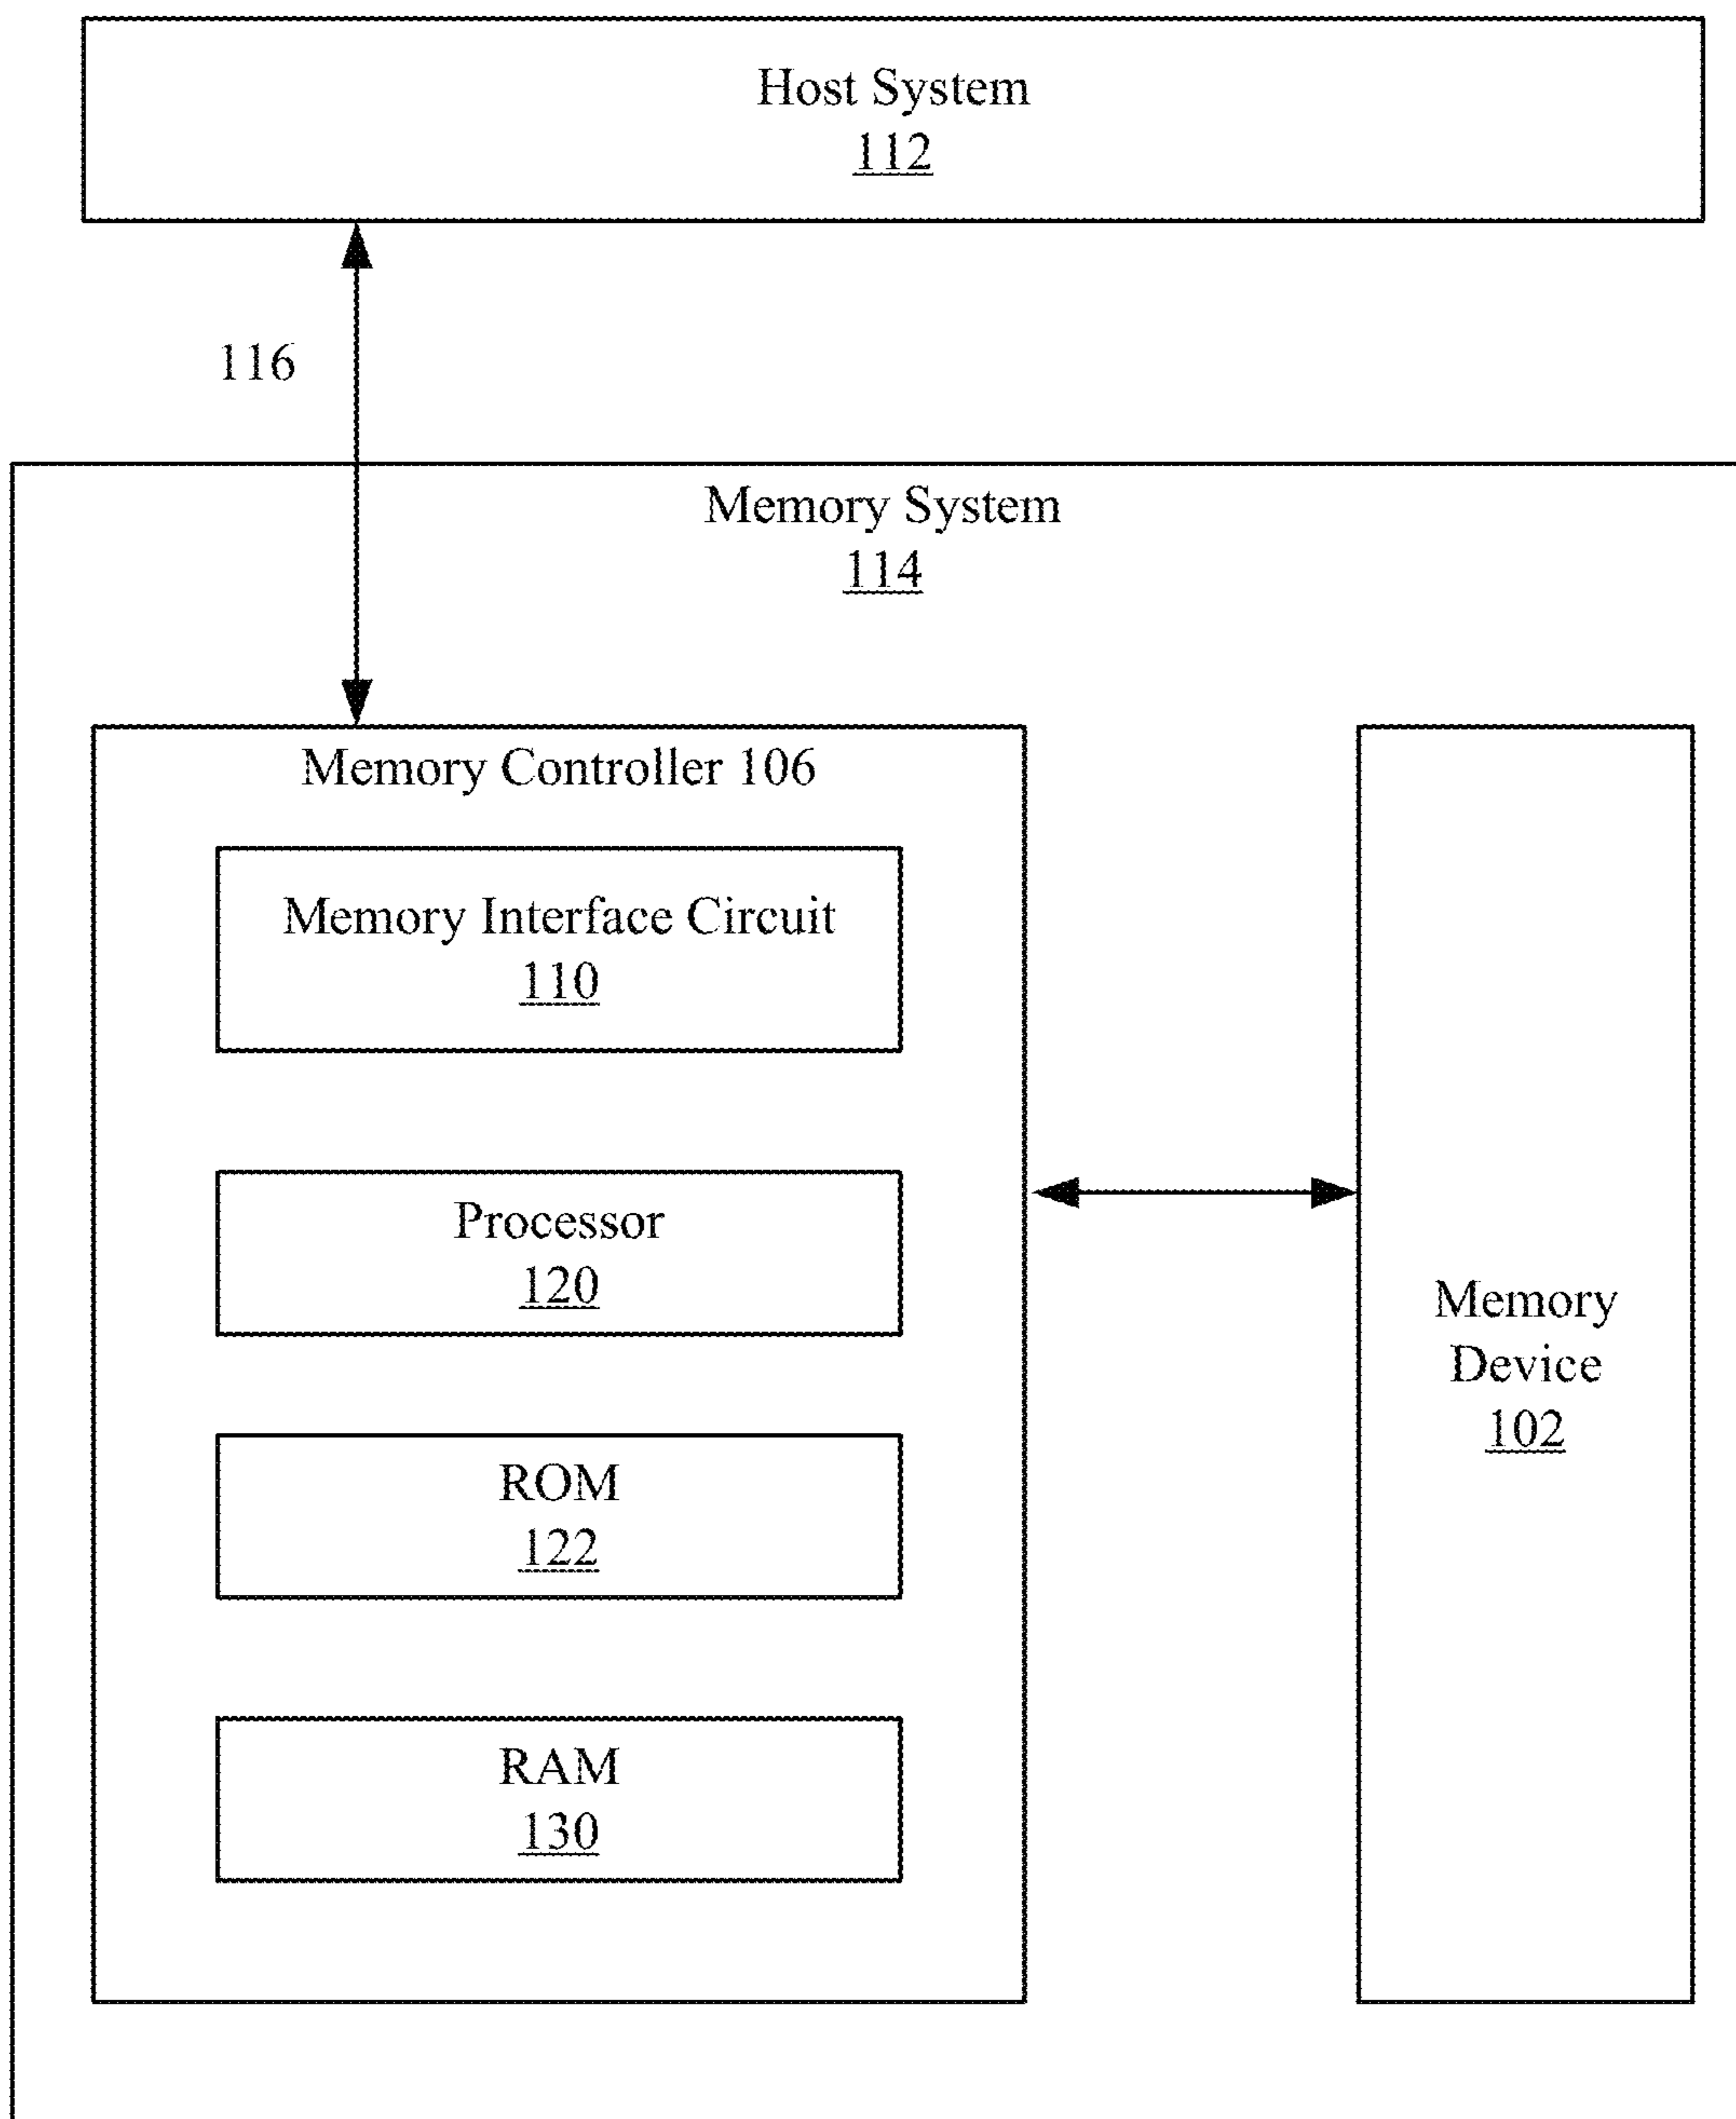 Host System
112
116
Memory System
114
Memory Controller 106
Memory Interface Circuit
110
Processor
120
ROM
122
RAM
130
Memory
Device
102